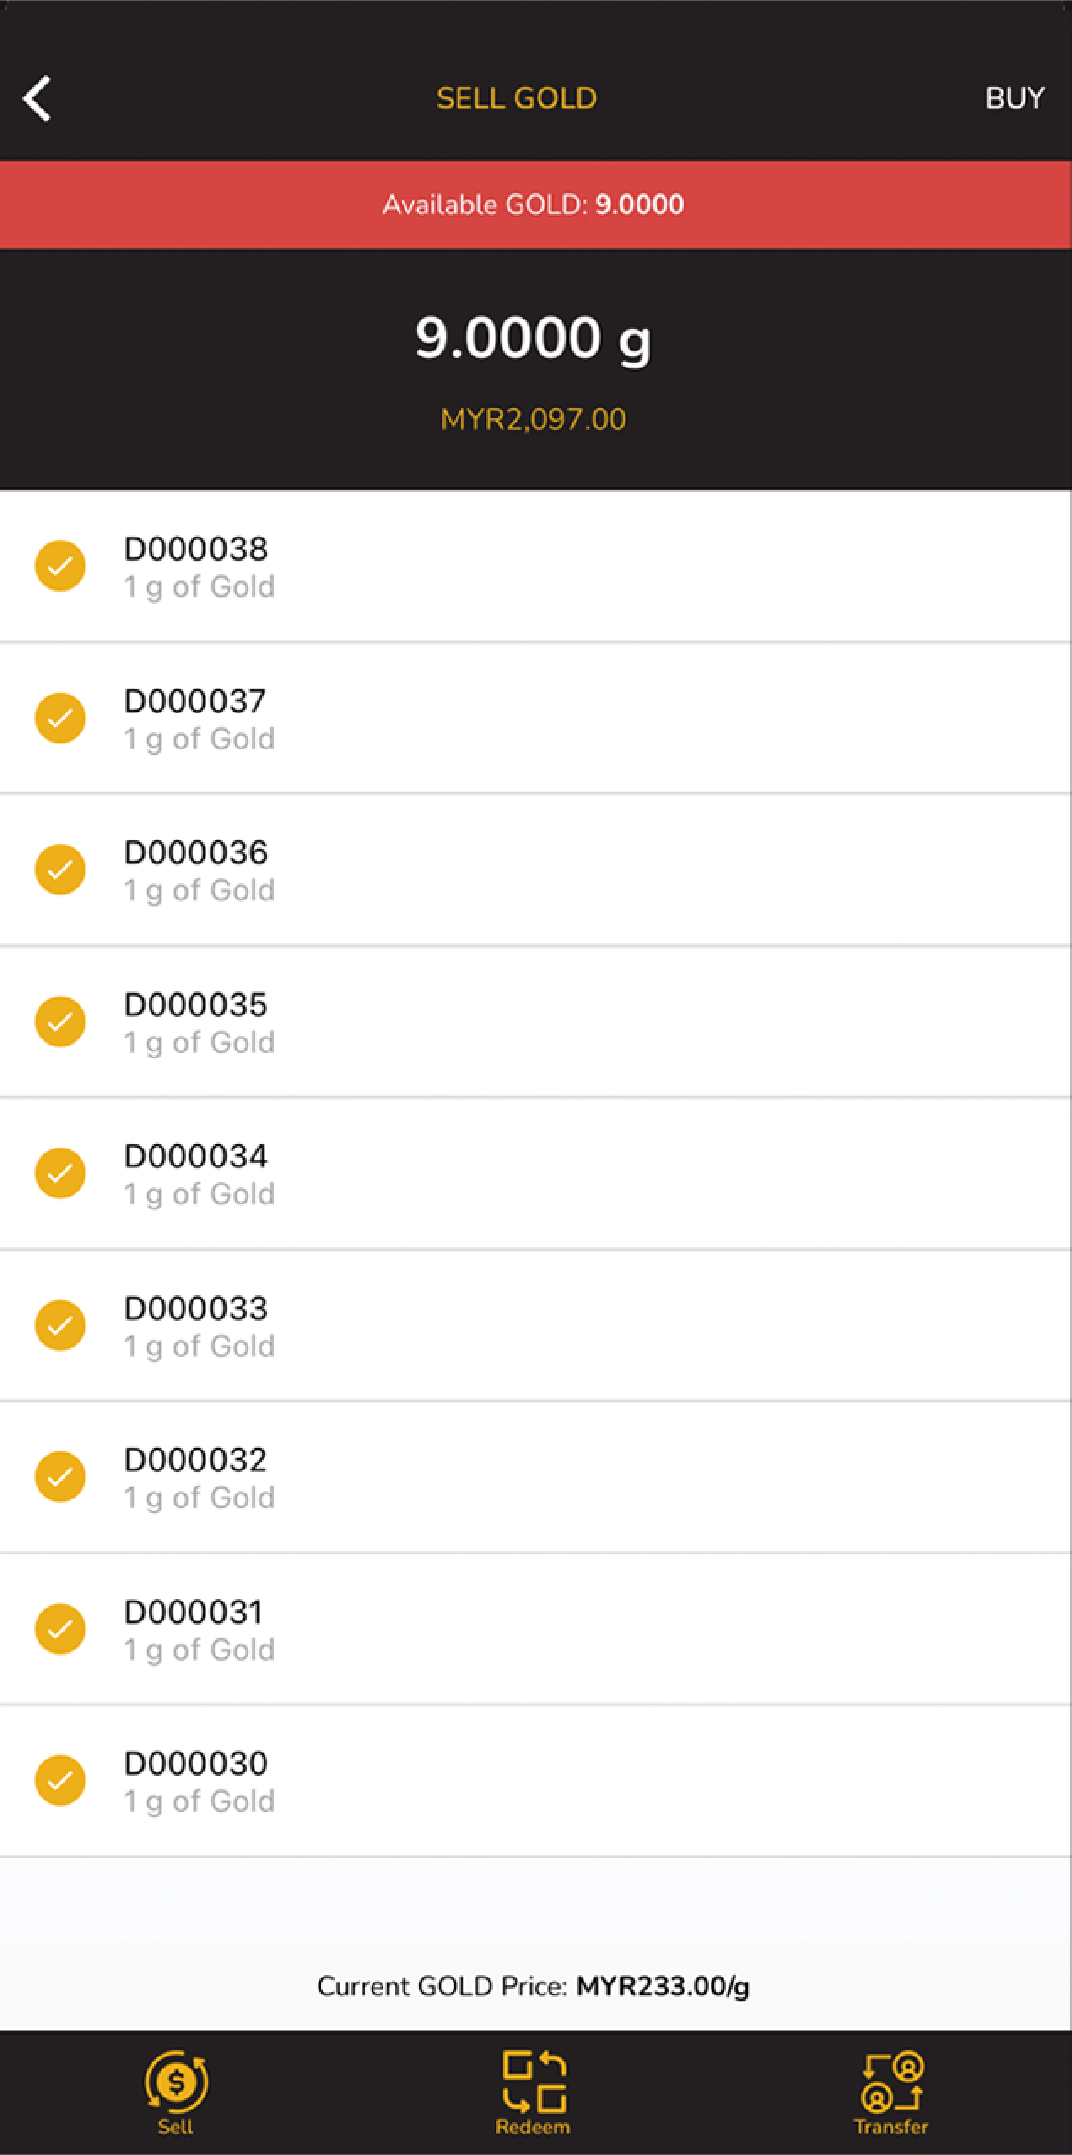 SELL GOLD
BUY
Available GOLD: 9.0000
9.0000 g
MYR2,097.00
D000038
1 g of Gold
D000037
1 g of Gold
D000036
1 g of Gold
D000035
1 g of Gold
D000034
1 g of Gold
D000033
1 g of Gold
D000032
1 g of Gold
D000031
1 g of Gold
D000030
1 g of Gold
Current GOLD Price: MYR233.00/g
Sell
Redeem
Transfer